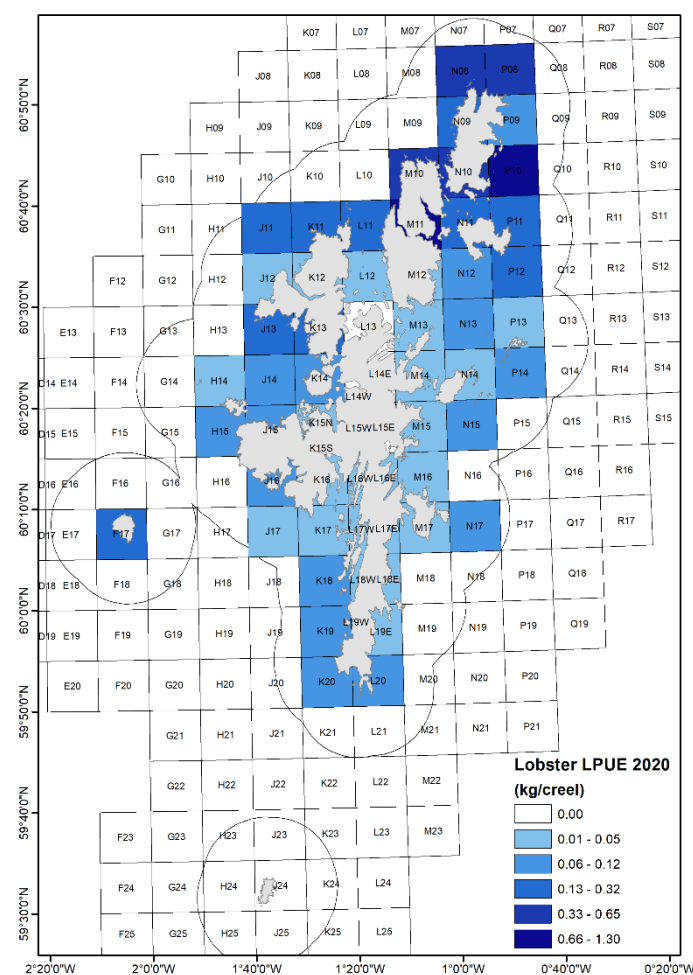 K07 L07 M07 N07 P07 Q07 R07 S07
J08 K08 L08 M08 N08 P08 Q08 R08 S08
60°50'N
H09 J09 K09 L09 M09 N09 P09 Q09 R09 S09
G10 H10 J10 K10 L10 M10 N10 P10 Q10 R10 S10
60°40'N
G11 H11 J11 K11 L11 M11 N11 P11 Q11 R11 S11
F12 G12 H12 J12 K12 L12 M12 N12 P12 Q12 R12 S12
60°30'N
E13 F13 G13 H13 J13 K13 L13 M13 N13 P13 Q13 R13 S13
D14 E14 F14 G14 H14 J14 K14 L14W L14E M14 N14 P14 Q14 R14 S14
60°20'N
D15 E15 F15 G15 H15 J15 K15N K15S L15W L15E M15 N15 P15 Q15 R15 S15
D16 E16 F16 G16 H16 J16 K16 L16W L16E M16 N16 P16 Q16 R16
60°10'N
D17 E17 F17 G17 H17 J17 K17 L17W L17E M17 N17 P17 Q17 R17
D18 E18 F18 G18 H18 J18 K18 L18W L18E M18 N18 P18 Q18
60°0'N
D19 E19 F19 G19 H19 J19 K19 L19W L19E M19 N19 P19 Q19
E20 F20 G20 H20 J20 K20 L20 M20 N20 P20
59°50'N
G21 H21 J21 K21 L21 M21 N21 P21
G22 H22 J22 K22 L22 M22
59°40'N
F23 G23 H23 J23 K23 L23 M23
F24 G24 H24 J24 K24 L24
59°30'N
F25 G25 H25 J25 K25 L25
Lobster LPUE 2020
(kg/creel)
0.00
0.01 - 0.05
0.06 - 0.12
0.13 - 0.32
0.33 - 0.65
0.66 - 1.30
2°20'0"W 2°0'0"W 1°40'0"W 1°20'0"W 1°0'0"W 0°40'0"W 0°20'0"W